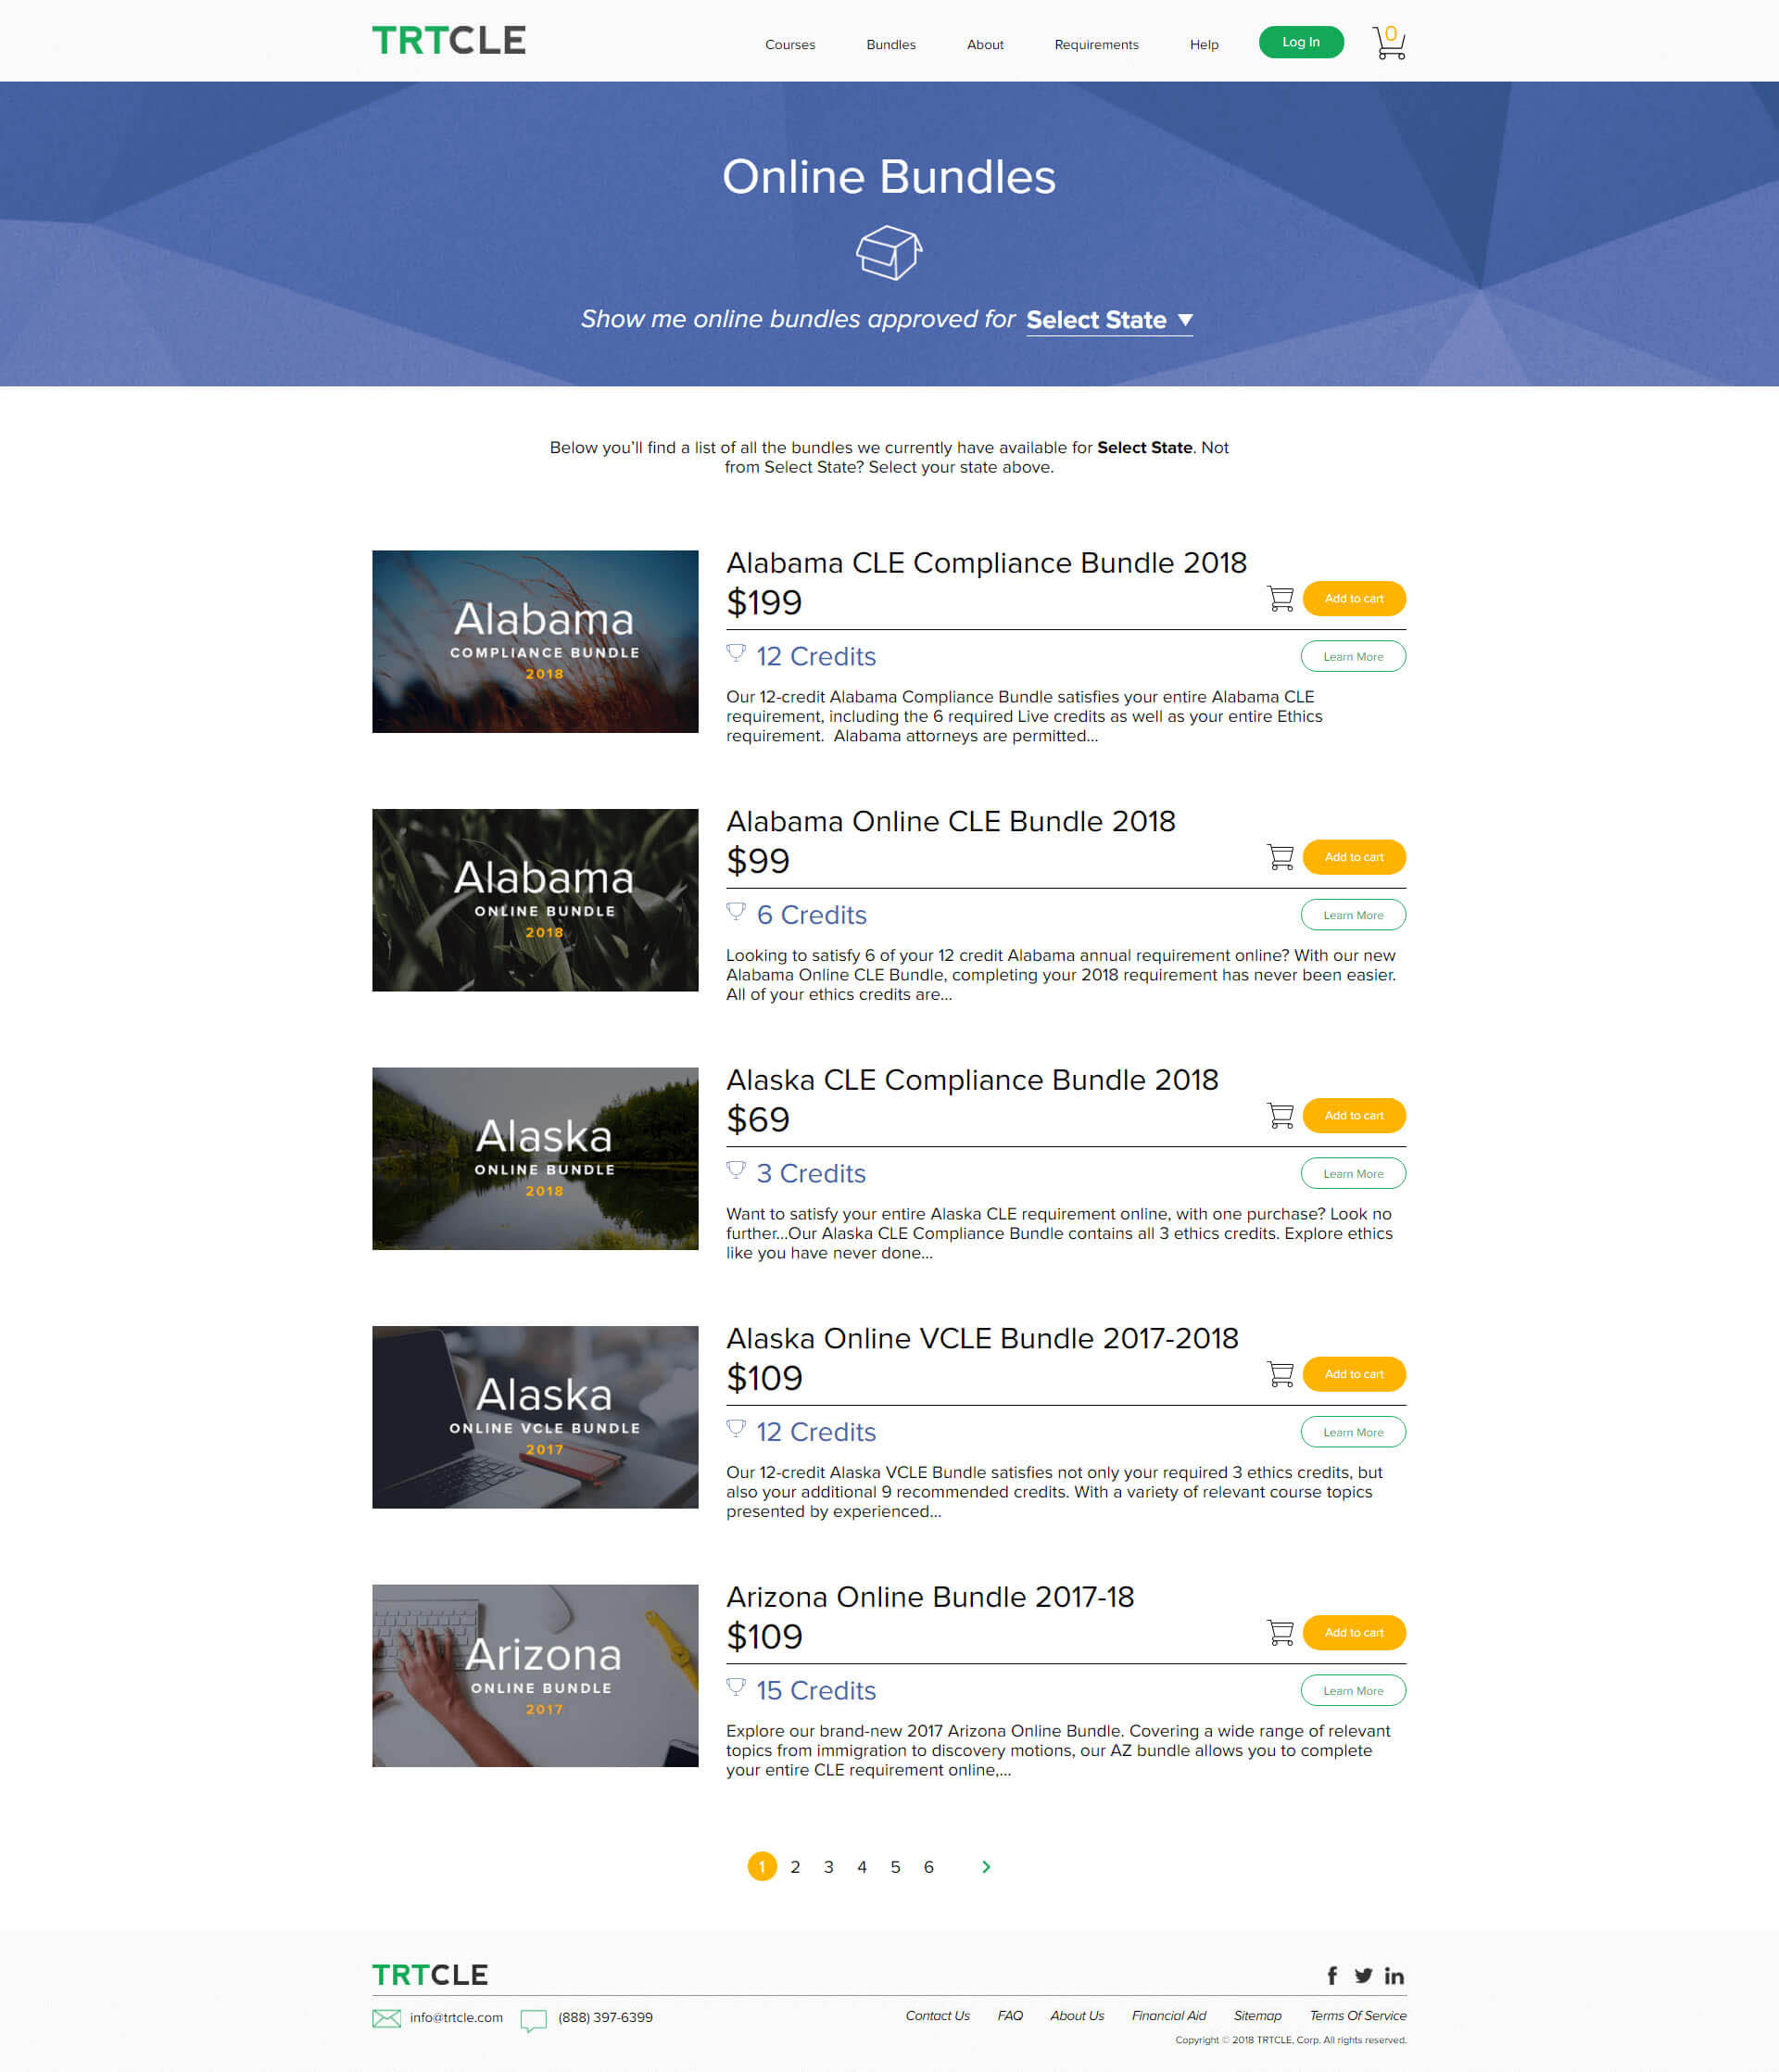 TRTCLE
Courses Bundles About Requirements Help Log In 0
Online Bundles
Show me online bundles approved for Select State ▼
Below you'll find a list of all the bundles we currently have available for Select State. Not
from Select State? Select your state above.
Alabama
COMPLIANCE BUNDLE
2018
Alabama CLE Compliance Bundle 2018
$199
Add to cart
12 Credits
Learn More
Our 12-credit Alabama Compliance Bundle satisfies your entire Alabama CLE
requirement, including the 6 required Live credits as well as your entire Ethics
requirement.  Alabama attorneys are permitted...
Alabama
ONLINE BUNDLE
2018
Alabama Online CLE Bundle 2018
$99
Add to cart
6 Credits
Learn More
Looking to satisfy 6 of your 12 credit Alabama annual requirement online? With our new
Alabama Online CLE Bundle, completing your 2018 requirement has never been easier.
All of your ethics credits are...
Alaska
ONLINE BUNDLE
2018
Alaska CLE Compliance Bundle 2018
$69
Add to cart
3 Credits
Learn More
Want to satisfy your entire Alaska CLE requirement online, with one purchase? Look no
further...Our Alaska CLE Compliance Bundle contains all 3 ethics credits. Explore ethics
like you have never done...
Alaska
ONLINE VCLE BUNDLE
2017
Alaska Online VCLE Bundle 2017-2018
$109
Add to cart
12 Credits
Learn More
Our 12-credit Alaska VCLE Bundle satisfies not only your required 3 ethics credits, but
also your additional 9 recommended credits. With a variety of relevant course topics
presented by experienced...
Arizona
ONLINE BUNDLE
2017
Arizona Online Bundle 2017-18
$109
Add to cart
15 Credits
Learn More
Explore our brand-new 2017 Arizona Online Bundle. Covering a wide range of relevant
topics from immigration to discovery motions, our AZ bundle allows you to complete
your entire CLE requirement online,...
1 2 3 4 5 6
TRTCLE
info@trtcle.com (888) 397-6399 Contact Us FAQ About Us Financial Aid Sitemap Terms Of Service
Copyright © 2018 TRTCLE, Corp. All rights reserved.